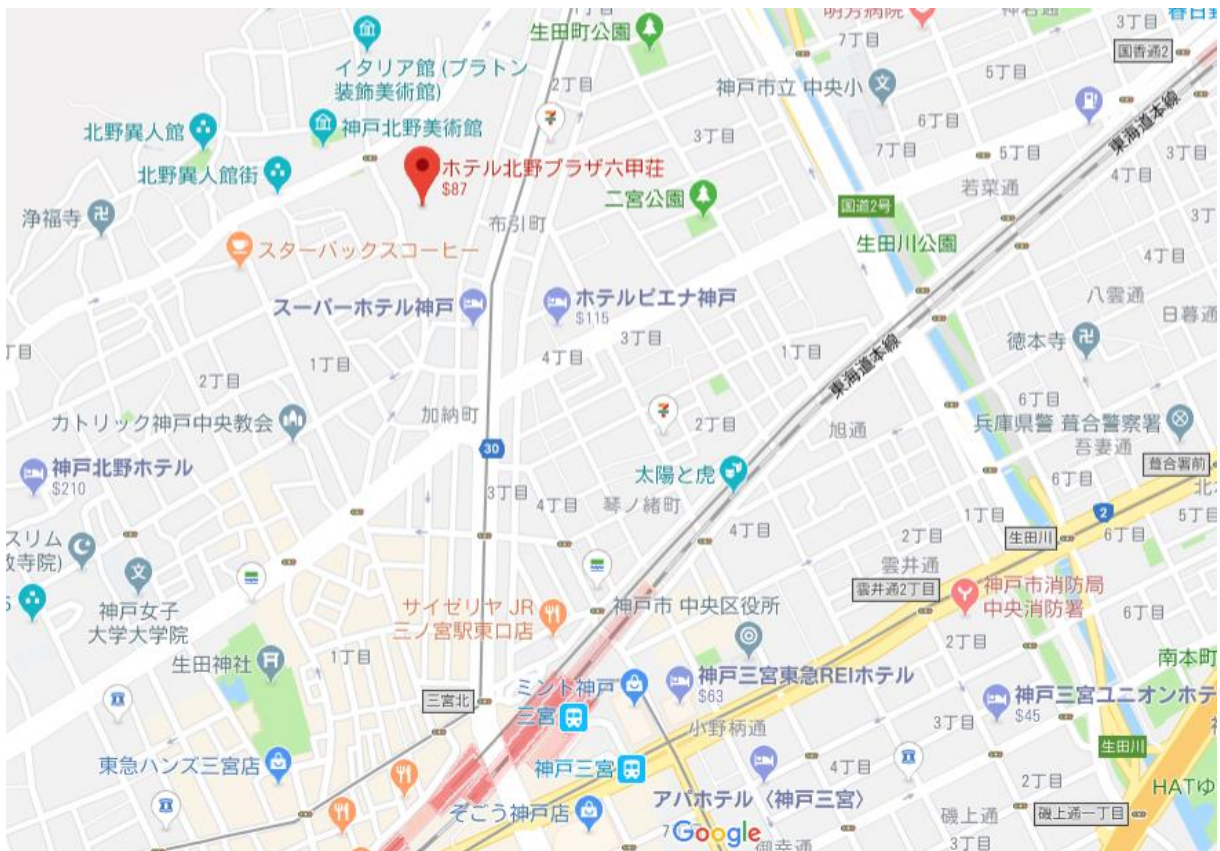 生田町公園
明芳病院
3丁目
国香通2
7丁目
イタリア館 (プラトン
装飾美術館)
2丁目
神戸市立 中央小
5丁目
東海道本線
北野異人館
神戸北野美術館
3丁目
6丁目
7丁目
5丁目
3丁目
北野異人館街
ホテル北野プラザ六甲荘
$87
4丁目
若菜通
二宮公園
国道2号
浄福寺
布引町
生田川公園
スターバックスコーヒー
4丁目
八雲通
スーパーホテル神戸
ホテルビエナ神戸
$115
日暮通
3丁目
徳本寺
丁目
1丁目
4丁目
1丁目
東海道本線
2丁目
6丁目
カトリック神戸中央教会
加納町
2丁目
旭通
兵庫県警 葺合警察署
吾妻通
30
神戸北野ホテル
$210
太陽と虎
葺合署前
6丁目
3丁目
4丁目
琴ノ緒町
2
1丁目
5丁目
4丁目
2丁目
生田川
6丁目
スリム
教寺院)
雲井通
雲井通2丁目
神戸市消防局
中央消防署
神戸女子
大学大学院
サイゼリヤ JR
三ノ宮駅東口店
神戸市 中央区役所
6丁目
2丁目
生田神社
1丁目
南本町
三宮北
ミント神戸
神戸三宮東急REIホテル
$63
神戸三宮ユニオンホテ
$45
三宮
小野柄通
3丁目
生田川
東急ハンズ三宮店
神戸三宮
4丁目
2丁目
HATゆ
アパホテル〈神戸三宮〉
そごう神戸店
磯上通
磯上通一丁目
Google
御幸通
3丁目